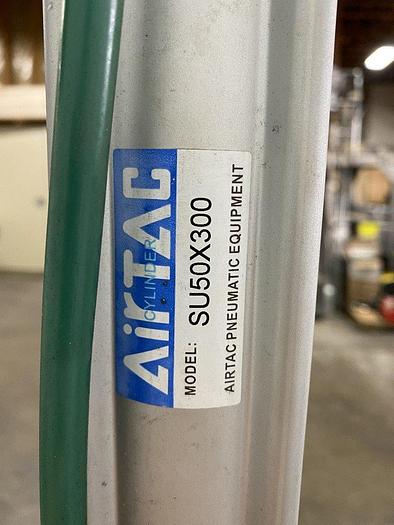 AirTAC
CYLINDER
MODEL: SU50X300
AIRTAC PNEUMATIC EQUIPMENT